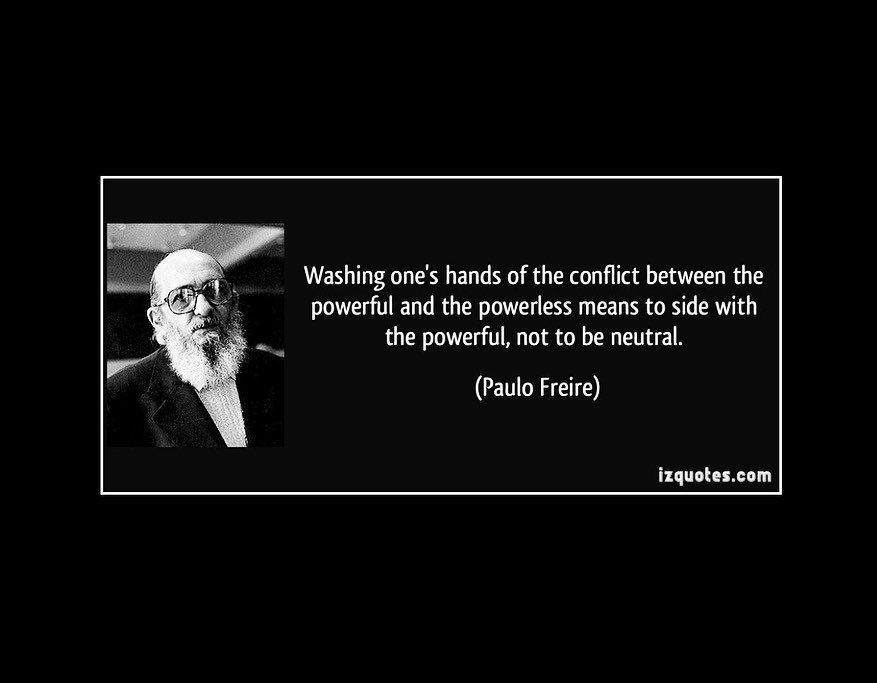 Washing one's hands of the conflict between the
powerful and the powerless means to side with
the powerful, not to be neutral.
(Paulo Freire)
izquotes.com